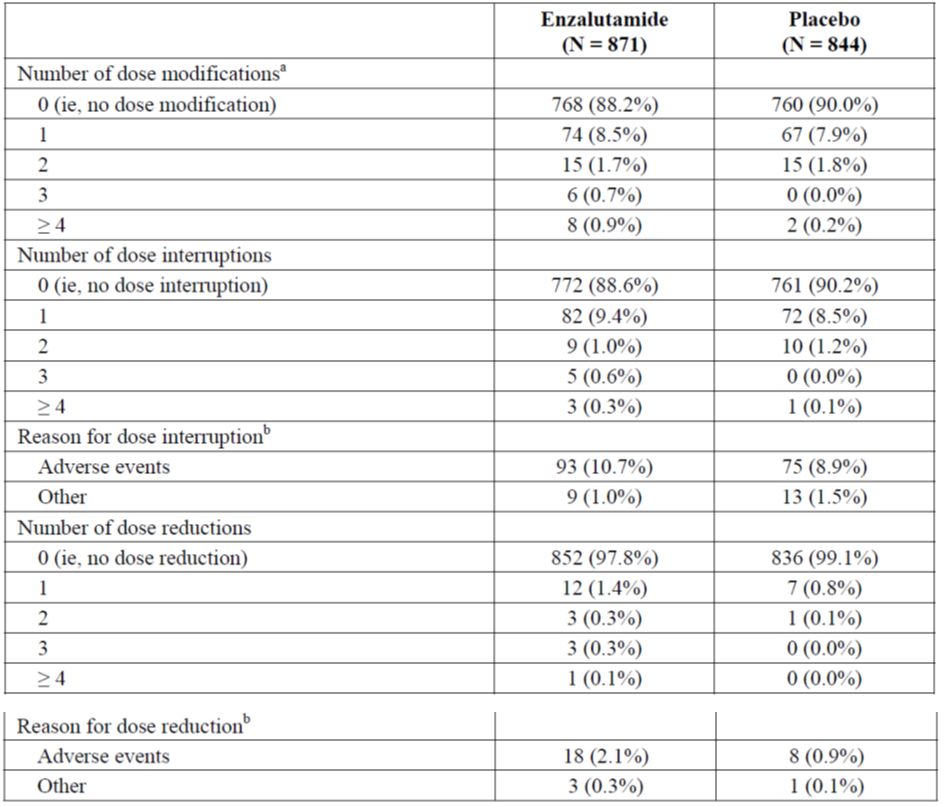 Enzalutamide Placebo
(N = 871) (N = 844)
Number of dose modificationsᵃ
0 (ie, no dose modification) 768 (88.2%) 760 (90.0%)
1 74 (8.5%) 67 (7.9%)
2 15 (1.7%) 15 (1.8%)
3 6 (0.7%) 0 (0.0%)
≥ 4 8 (0.9%) 2 (0.2%)
Number of dose interruptions
0 (ie, no dose interruption) 772 (88.6%) 761 (90.2%)
1 82 (9.4%) 72 (8.5%)
2 9 (1.0%) 10 (1.2%)
3 5 (0.6%) 0 (0.0%)
≥ 4 3 (0.3%) 1 (0.1%)
Reason for dose interruptionᵇ
Adverse events 93 (10.7%) 75 (8.9%)
Other 9 (1.0%) 13 (1.5%)
Number of dose reductions
0 (ie, no dose reduction) 852 (97.8%) 836 (99.1%)
1 12 (1.4%) 7 (0.8%)
2 3 (0.3%) 1 (0.1%)
3 3 (0.3%) 0 (0.0%)
≥ 4 1 (0.1%) 0 (0.0%)
Reason for dose reductionᵇ
Adverse events 18 (2.1%) 8 (0.9%)
Other 3 (0.3%) 1 (0.1%)